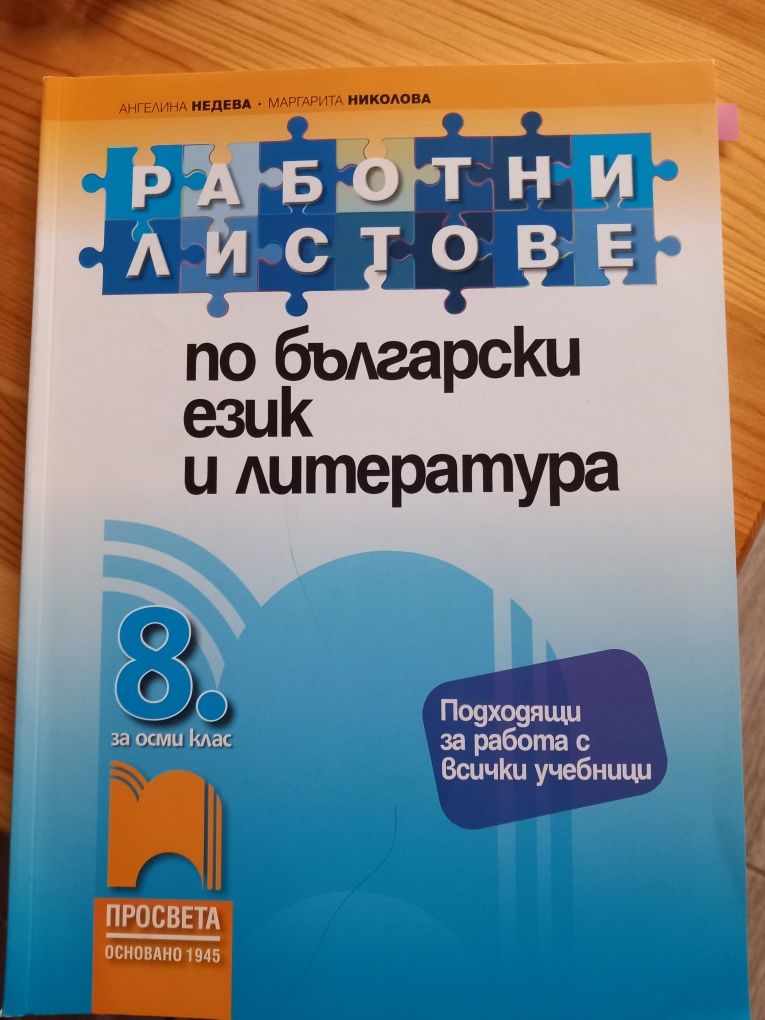 АНГЕЛИНА НЕДЕВА • МАРГАРИТА НИКОЛОВА
РАБОТНИ
ЛИСТОВЕ
по български
език
и литература
8.
за осми клас
Подходящи
за работа с
всички учебници
ПРОСВЕТА
ОСНОВАНО 1945